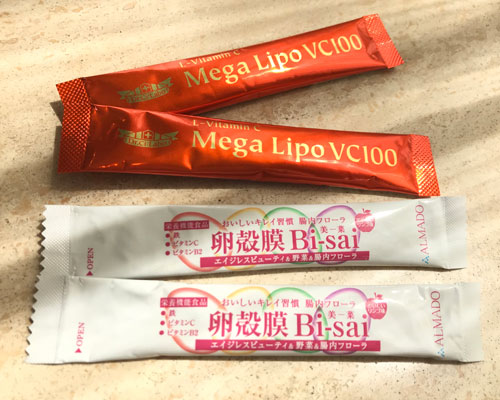 L-Vitamin C
Mega Lipo VC100
L-Vitamin C
Mega Lipo VC100
OPEN
栄養機能食品
●鉄
●ビタミンC
●ビタミンB2
おいしいキレイ習慣 腸内フローラ
美-菜
卵殻膜 Bi-sai
エイジレスビューティ&野菜&腸内フローラ
ALMADO
OPEN
栄養機能食品
●鉄
●ビタミンC
●ビタミンB2
おいしいキレイ習慣 腸内フローラ
美-菜
卵殻膜 Bi-sai
エイジレスビューティ&野菜&腸内フローラ
ALMADO